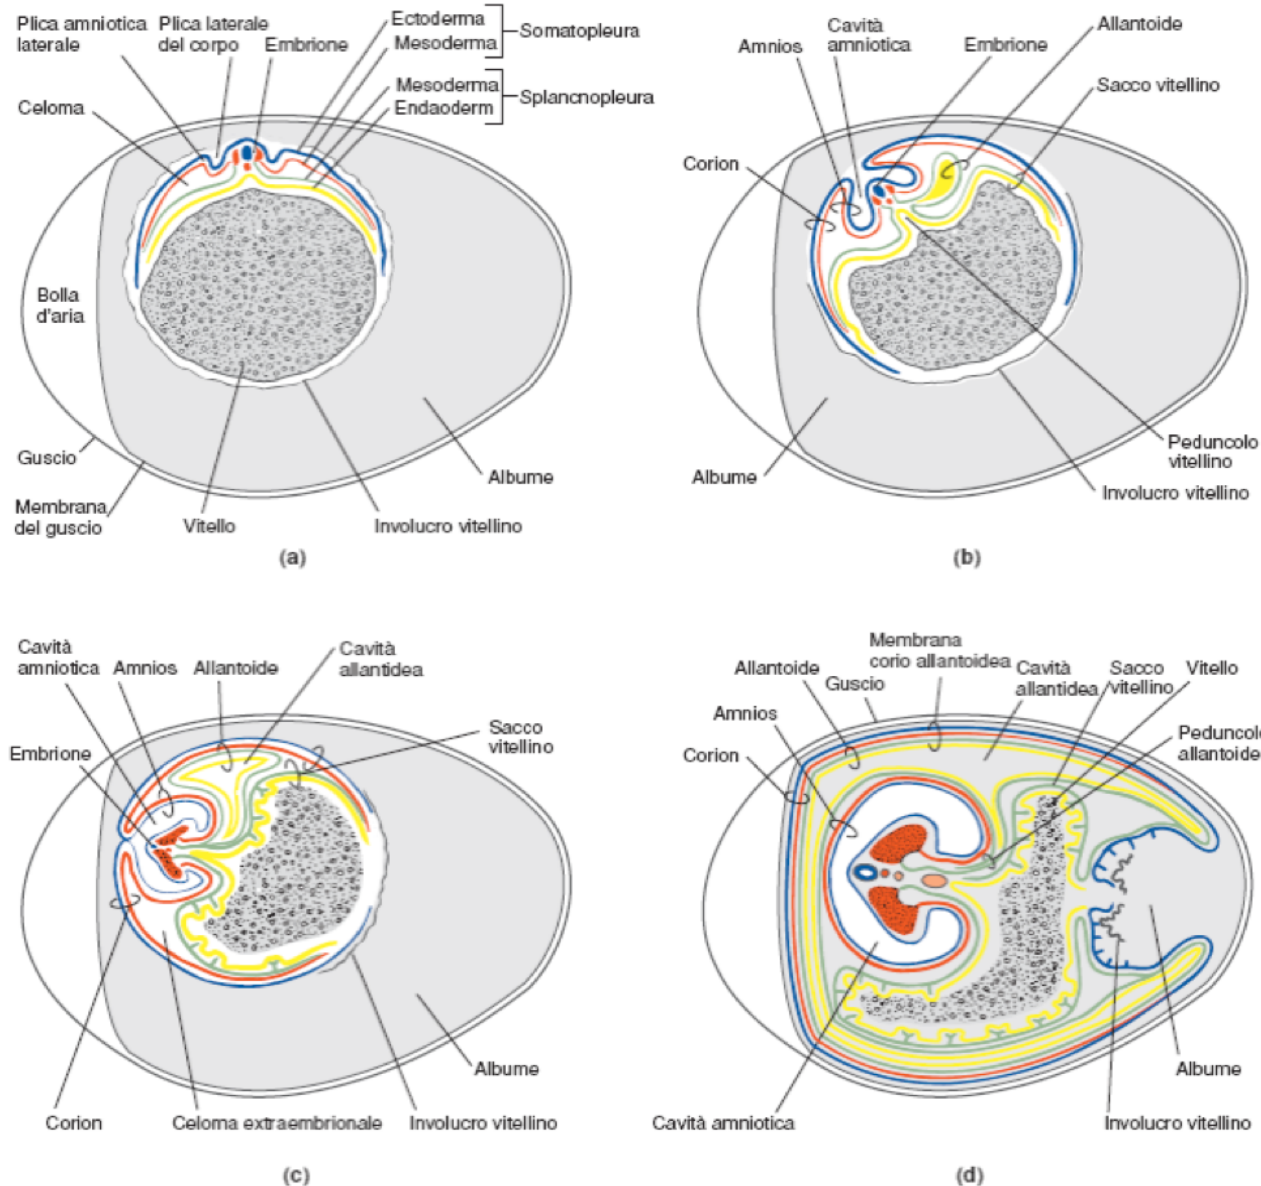 Plica amniotica
laterale
Plica laterale
del corpo
Embrione
Ectoderma
Mesoderma
Somatopleura
Mesoderma
Endaoderm
Splancnopleura
Celoma
Bolla
d'aria
Guscio
Membrana
del guscio
Vitello
Involucro vitellino
Albume
(a)
Amnios
Cavità
amniotica
Embrione
Allantoide
Sacco vitellino
Corion
Albume
Peduncolo
vitellino
Involucro vitellino
(b)
Cavità
amniotica
Amnios
Allantoide
Cavità
allantidea
Embrione
Sacco
vitellino
Albume
Corion
Celoma extraembrionale
Involucro vitellino
(c)
Membrana
corio allantoidea
Allantoide
Guscio
Cavità
allantidea
Sacco
vitellino
Vitello
Amnios
Corion
Peduncolo
allantoide
Albume
Cavità amniotica
Involucro vitellino
(d)